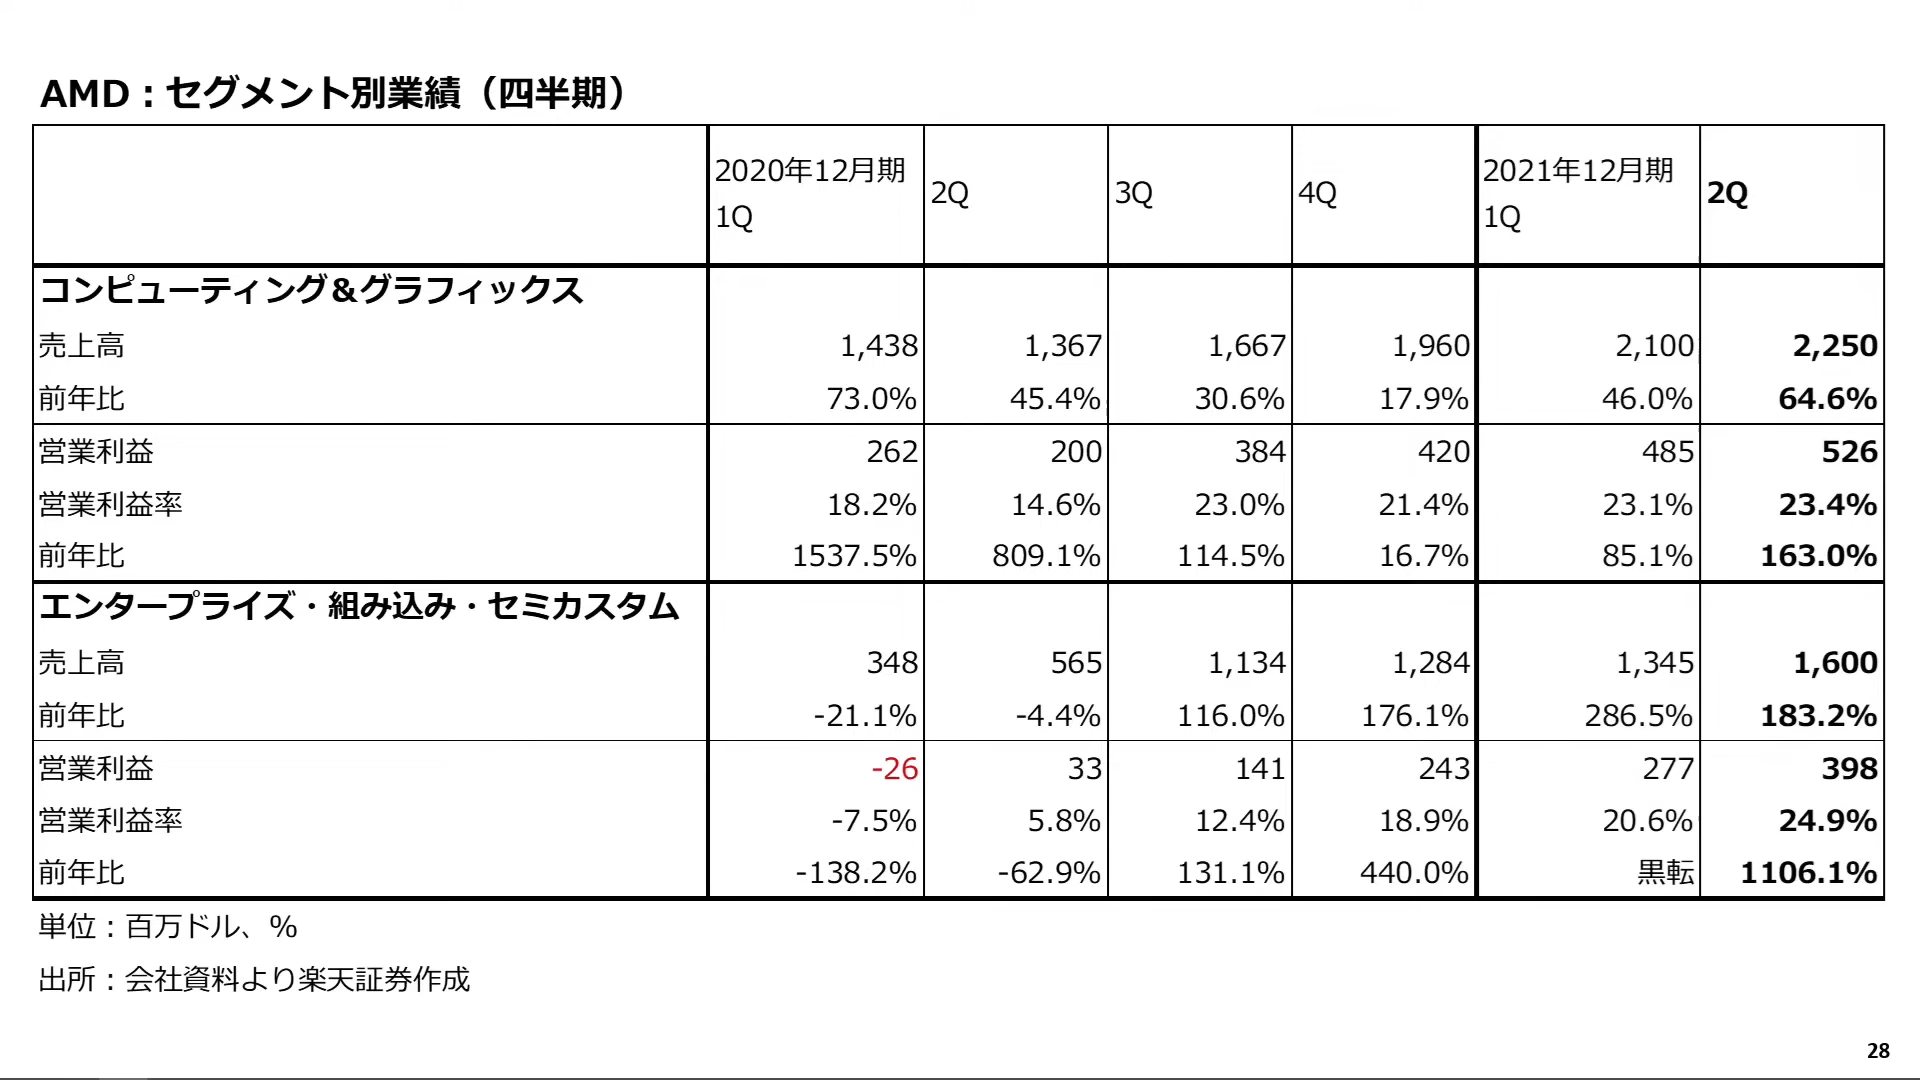 AMD：セグメント別業績（四半期）
2020年12月期 1Q 2Q 3Q 4Q 2021年12月期 1Q 2Q
コンピューティング＆グラフィックス
売上高 1,438 1,367 1,667 1,960 2,100 2,250
前年比 73.0% 45.4% 30.6% 17.9% 46.0% 64.6%
営業利益 262 200 384 420 485 526
営業利益率 18.2% 14.6% 23.0% 21.4% 23.1% 23.4%
前年比 1537.5% 809.1% 114.5% 16.7% 85.1% 163.0%
エンタープライズ・組み込み・セミカスタム
売上高 348 565 1,134 1,284 1,345 1,600
前年比 -21.1% -4.4% 116.0% 176.1% 286.5% 183.2%
営業利益 -26 33 141 243 277 398
営業利益率 -7.5% 5.8% 12.4% 18.9% 20.6% 24.9%
前年比 -138.2% -62.9% 131.1% 440.0% 黒転 1106.1%
単位：百万ドル、%
出所：会社資料より楽天証券作成
28